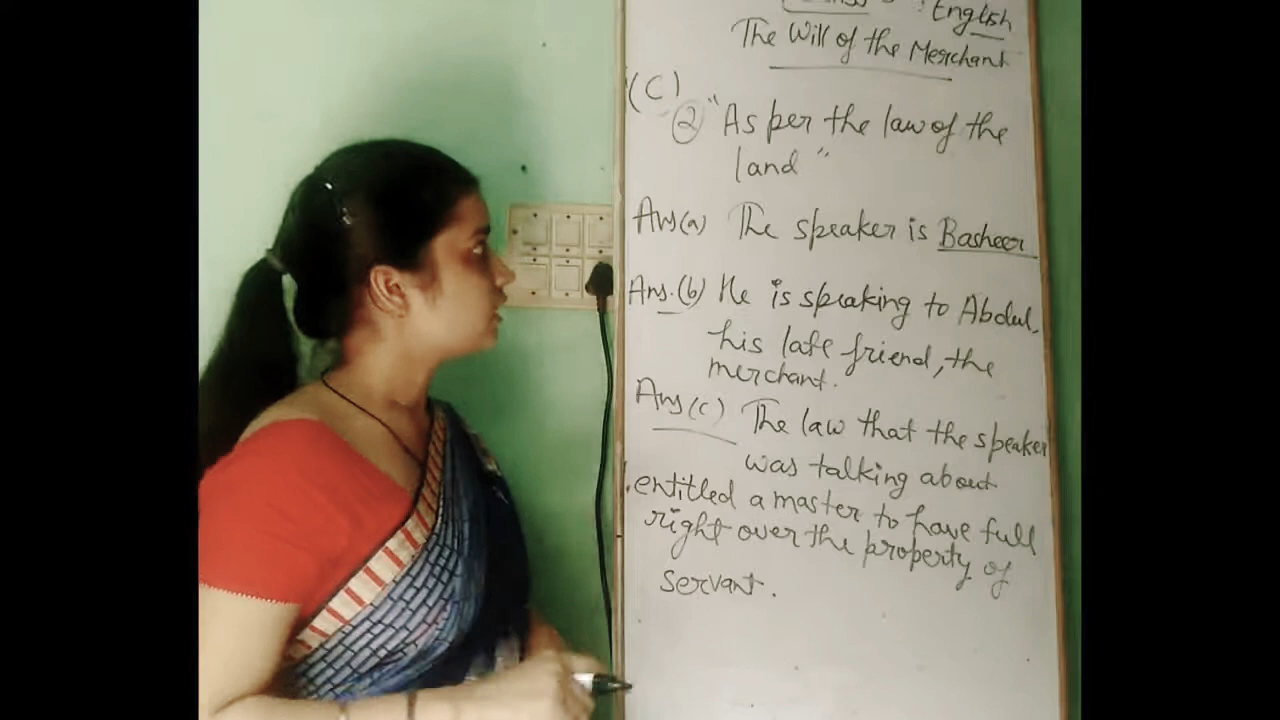 : English
The Will of the Merchant
(C)
② "As per the law of the
land"
Ans(a) The speaker is Basheer
Ans.(b) He is speaking to Abdul,
his late friend, the
merchant.
Ans(c) The law that the speaker
was talking about
entitled a master to have full
right over the property of
servant.